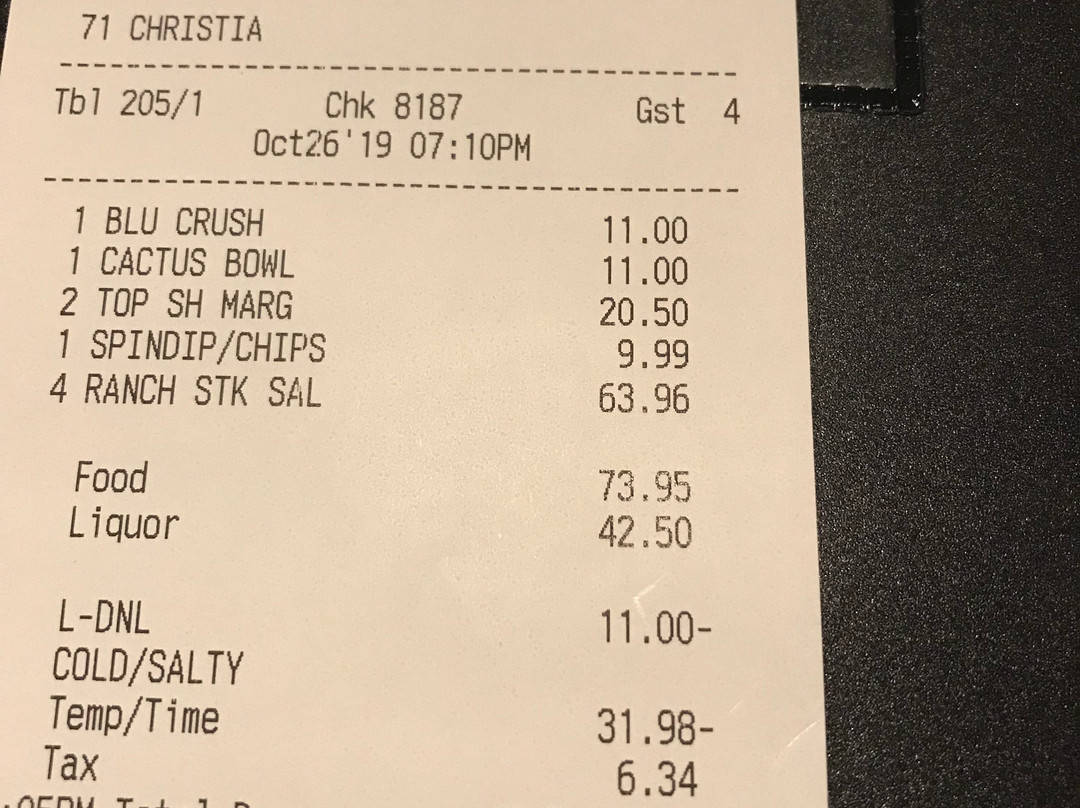 71 CHRISTIA
Tbl 205/1 Chk 8187 Gst 4
Oct26'19 07:10PM
1 BLU CRUSH 11.00
1 CACTUS BOWL 11.00
2 TOP SH MARG 20.50
1 SPINDIP/CHIPS 9.99
4 RANCH STK SAL 63.96
Food 73.95
Liquor 42.50
L-DNL 11.00-
COLD/SALTY
Temp/Time 31.98-
Tax 6.34